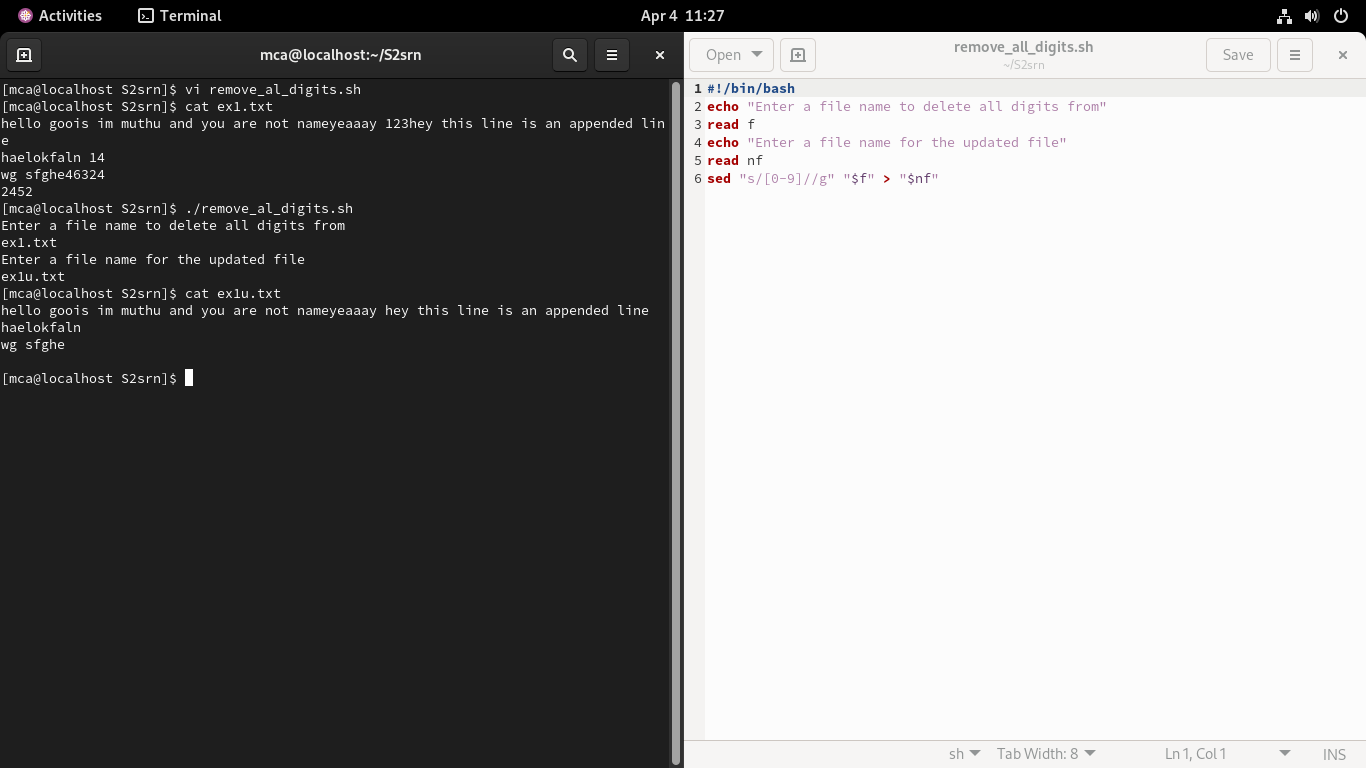 Activities
Terminal
Apr 4 11:27
mca@localhost:~/S2srn
[mca@localhost S2srn]$ vi remove_al_digits.sh
[mca@localhost S2srn]$ cat ex1.txt
hello goois im muthu and you are not nameyeaaay 123hey this line is an appended lin
e
haelokfaln 14
wg sfghe46324
2452
[mca@localhost S2srn]$ ./remove_al_digits.sh
Enter a file name to delete all digits from
ex1.txt
Enter a file name for the updated file
ex1u.txt
[mca@localhost S2srn]$ cat ex1u.txt
hello goois im muthu and you are not nameyeaaay hey this line is an appended line
haelokfaln
wg sfghe
[mca@localhost S2srn]$
Open
remove_all_digits.sh
~/S2srn
Save
1 #!/bin/bash
2 echo "Enter a file name to delete all digits from"
3 read f
4 echo "Enter a file name for the updated file"
5 read nf
6 sed "s/[0-9]//g" "$f" > "$nf"
sh
Tab Width: 8
Ln 1, Col 1
INS